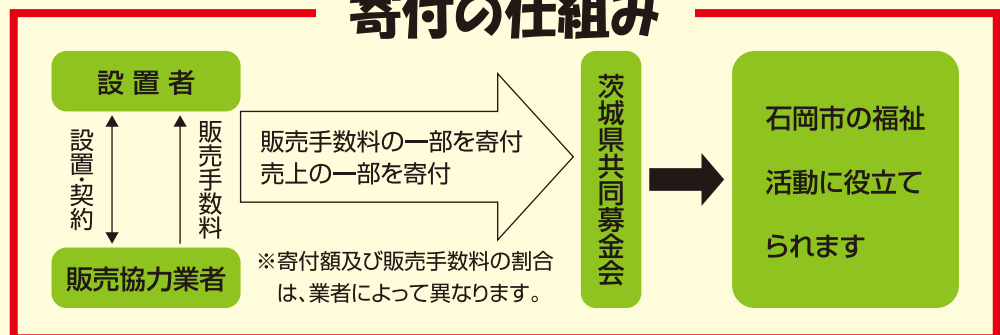 寄付の仕組み
設置者
設置・契約
販売手数料
販売協力業者
販売手数料の一部を寄付
売上の一部を寄付
※寄付額及び販売手数料の割合
は、業者によって異なります。
茨城県共同募金会
石岡市の福祉
活動に役立て
られます